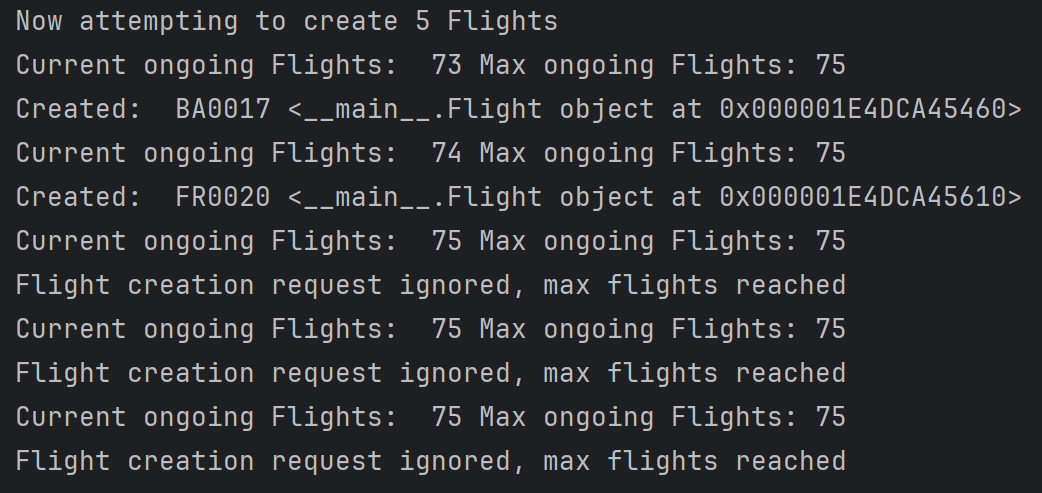 Now attempting to create 5 Flights
Current ongoing Flights:  73 Max ongoing Flights: 75
Created:  BA0017 <__main__.Flight object at 0x000001E4DCA45460>
Current ongoing Flights:  74 Max ongoing Flights: 75
Created:  FR0020 <__main__.Flight object at 0x000001E4DCA45610>
Current ongoing Flights:  75 Max ongoing Flights: 75
Flight creation request ignored, max flights reached
Current ongoing Flights:  75 Max ongoing Flights: 75
Flight creation request ignored, max flights reached
Current ongoing Flights:  75 Max ongoing Flights: 75
Flight creation request ignored, max flights reached